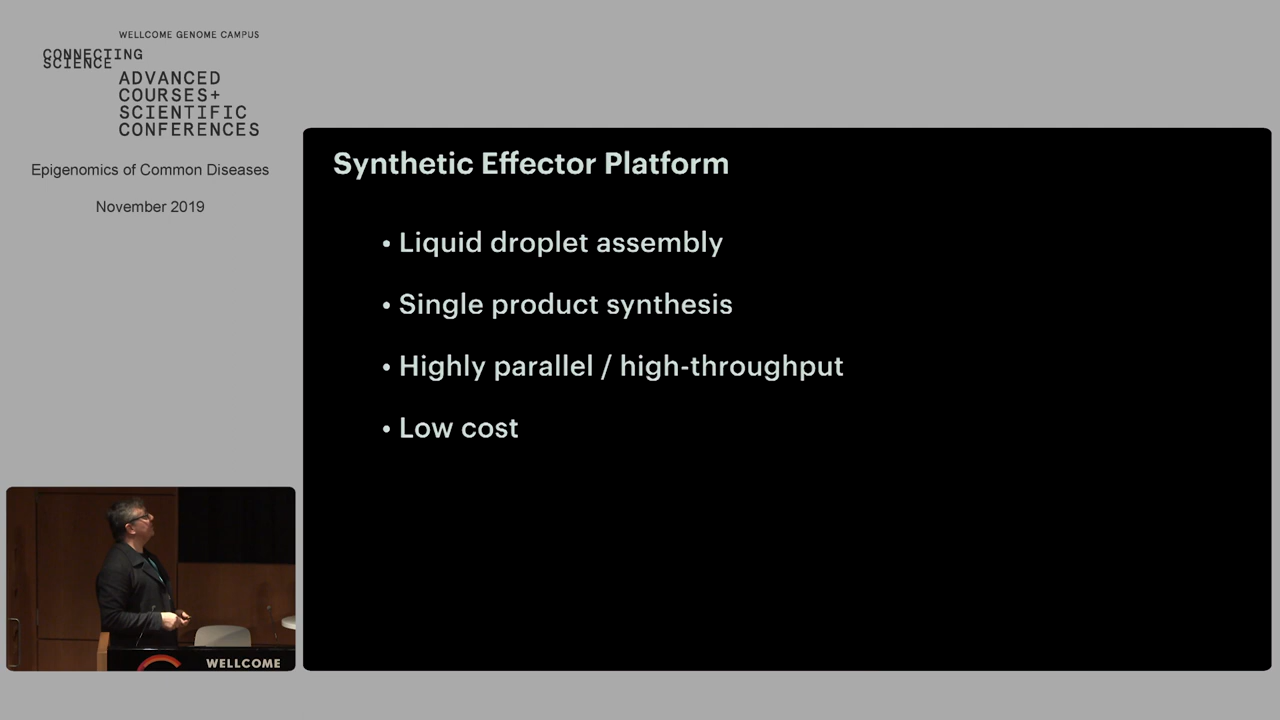 WELLCOME GENOME CAMPUS
CONNECTING
SCIENCE
ADVANCED
COURSES+
SCIENTIFIC
CONFERENCES
Epigenomics of Common Diseases
November 2019
Synthetic Effector Platform
• Liquid droplet assembly
• Single product synthesis
• Highly parallel / high-throughput
• Low cost
WELLCOME